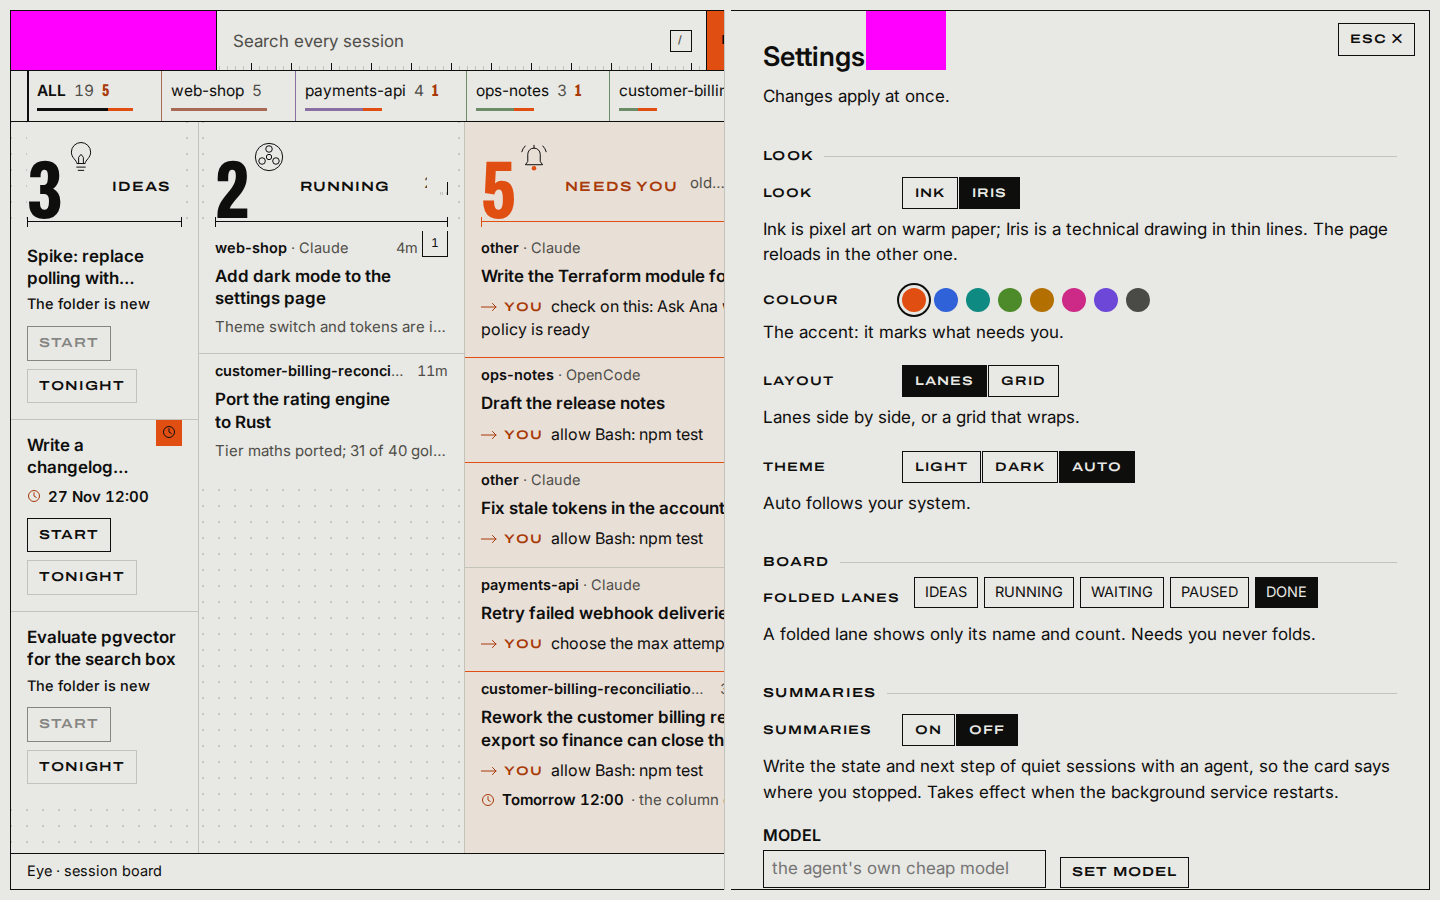 Search every session /
ALL 19 5
web-shop 5
payments-api 4 1
ops-notes 3 1
3 IDEAS
Spike: replace
polling with...
The folder is new
START
TONIGHT
Write a
changelog...
27 Nov 12:00
START
TONIGHT
Evaluate pgvector
for the search box
The folder is new
START
TONIGHT
2 RUNNING
web-shop · Claude 4m 1
Add dark mode to the
settings page
Theme switch and tokens are i...
customer-billing-reconci... 11m
Port the rating engine
to Rust
Tier maths ported; 31 of 40 gol...
5 NEEDS YOU old...
other · Claude
Write the Terraform module
→ YOU check on this: Ask Ana
policy is ready
ops-notes · OpenCode
Draft the release notes
→ YOU allow Bash: npm test
other · Claude
Fix stale tokens in the account
→ YOU allow Bash: npm test
payments-api · Claude
Retry failed webhook
→ YOU choose the max
customer-billing-reconciliatio...
Rework the customer billing
export so finance can close
→ YOU allow Bash: npm test
Tomorrow 12:00 · the column
Eye · session board
Settings
ESC ×
Changes apply at once.
LOOK
LOOK INK IRIS
Ink is pixel art on warm paper; Iris is a technical drawing in thin lines. The page
reloads in the other one.
COLOUR
The accent: it marks what needs you.
LAYOUT LANES GRID
Lanes side by side, or a grid that wraps.
THEME LIGHT DARK AUTO
Auto follows your system.
BOARD
FOLDED LANES IDEAS RUNNING WAITING PAUSED DONE
A folded lane shows only its name and count. Needs you never folds.
SUMMARIES
SUMMARIES ON OFF
Write the state and next step of quiet sessions with an agent, so the card says
where you stopped. Takes effect when the background service restarts.
MODEL
the agent's own cheap model SET MODEL